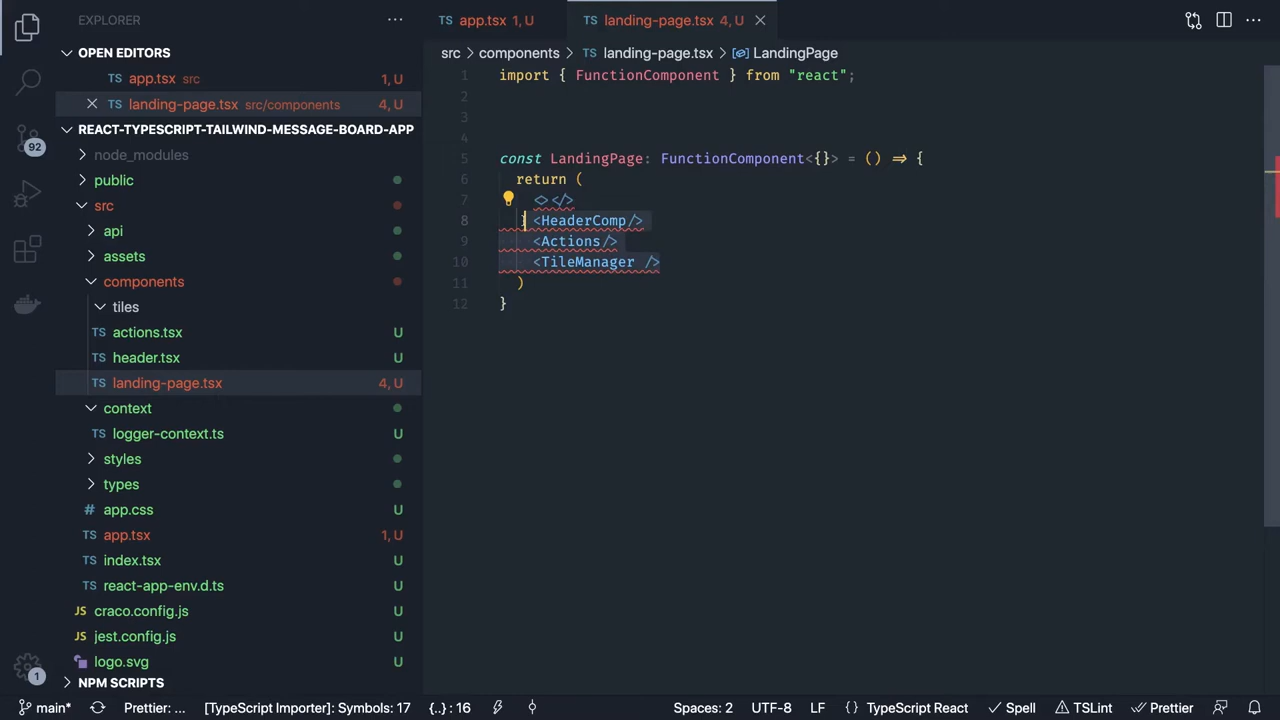 EXPLORER
OPEN EDITORS
TS app.tsx src 1, U
TS landing-page.tsx src/components 4, U
REACT-TYPESCRIPT-TAILWIND-MESSAGE-BOARD-APP
92
node_modules
public
src
api
assets
components
tiles
TS actions.tsx U
TS header.tsx U
TS landing-page.tsx 4, U
context
TS logger-context.ts U
styles
types
# app.css U
TS app.tsx 1, U
TS index.tsx U
TS react-app-env.d.ts U
JS craco.config.js U
JS jest.config.js U
logo.svg U
1
NPM SCRIPTS
TS app.tsx 1, U
TS landing-page.tsx 4, U
src > components > TS landing-page.tsx > LandingPage
1 import { FunctionComponent } from "react";
2
3
4
5 const LandingPage: FunctionComponent<{}> = () => {
6 return (
7 <></>
8 <HeaderComp/>
9 <Actions/>
10 <TileManager />
11 )
12 }
main* Prettier: ... [TypeScript Importer]: Symbols: 17 {..} : 16 Spaces: 2 UTF-8 LF TypeScript React Spell TSLint Prettier